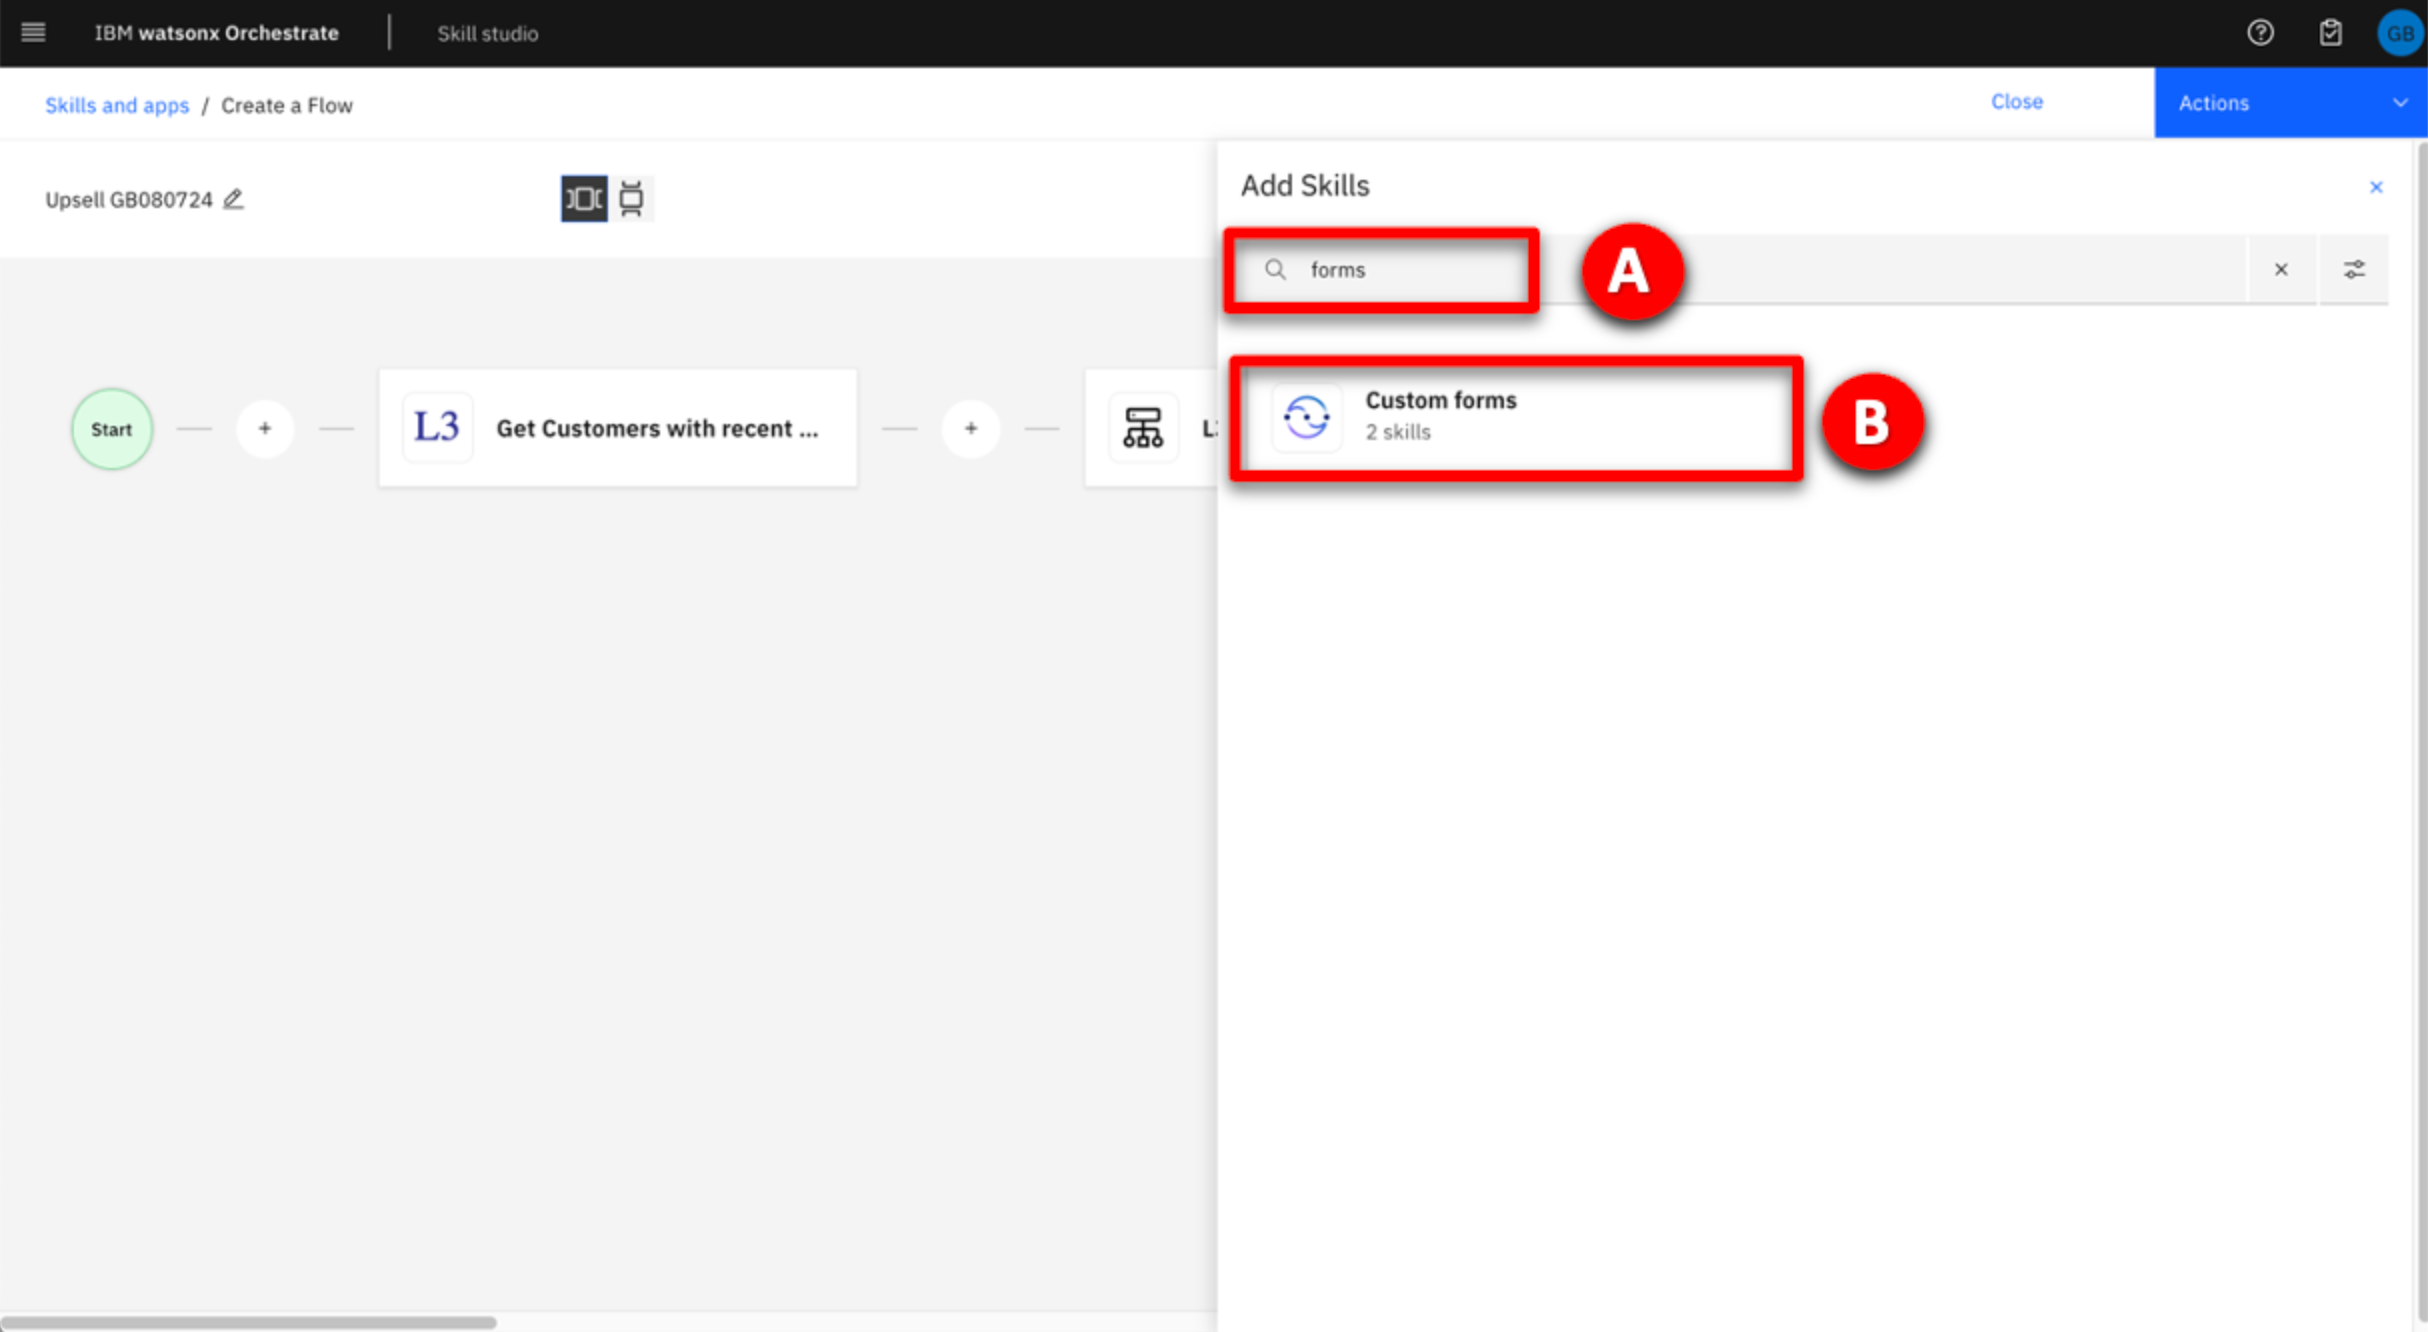 IBM watsonx Orchestrate
Skill studio
GB
Skills and apps / Create a Flow
Close
Actions
Upsell GB080724
Add Skills
forms
A
Start
+
L3
Get Customers with recent ...
+
Custom forms
2 skills
B